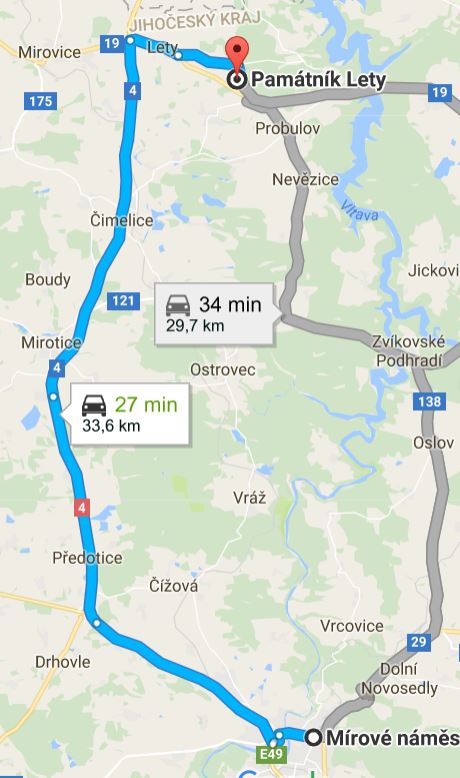 JIHOČESKÝ KRAJ
Mirovice
19
Lety
Památník Lety
175
4
19
Probulov
Nevězice
Vltava
Čimelice
Boudy
121
34 min
29,7 km
Jickovi
Mirotice
Zvíkovské
Podhradí
4
Ostrovec
27 min
33,6 km
138
Oslov
Vráž
4
Předotice
Čížová
Vrcovice
29
Drhovle
Dolní
Novosedly
Mírové náměs
E49